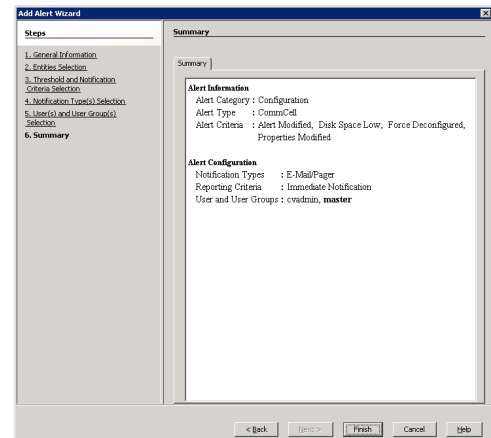 Add Alert Wizard
Steps
1. General Information
2. Entities Selection
3. Threshold and Notification
Criteria Selection
4. Notification Type(s) Selection
5. User(s) and User Group(s)
Selection
6. Summary
Summary
Summary
Alert Information
Alert Category : Configuration
Alert Type : CommCell
Alert Criteria : Alert Modified, Disk Space Low, Force Deconfigured,
Properties Modified
Alert Configuration
Notification Types : E-Mail/Pager
Reporting Criteria : Immediate Notification
User and User Groups : cvadmin, master
< Back
Next >
Finish
Cancel
Help